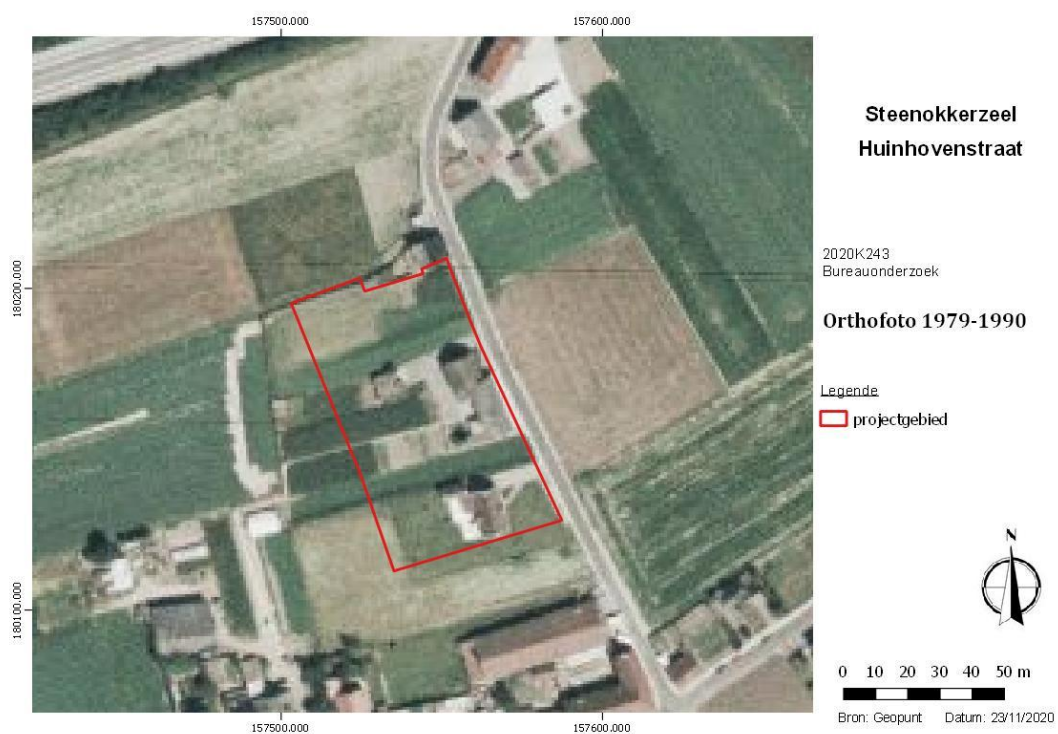 157500.000
157600.000
180200.000
180100.000
157500.000
157600.000
Steenokkerzeel
Huinhovenstraat
2020K243
Bureauonderzoek
Orthofoto 1979-1990
Legende
projectgebied
N
0 10 20 30 40 50 m
Bron: Geopunt Datum: 23/11/2020